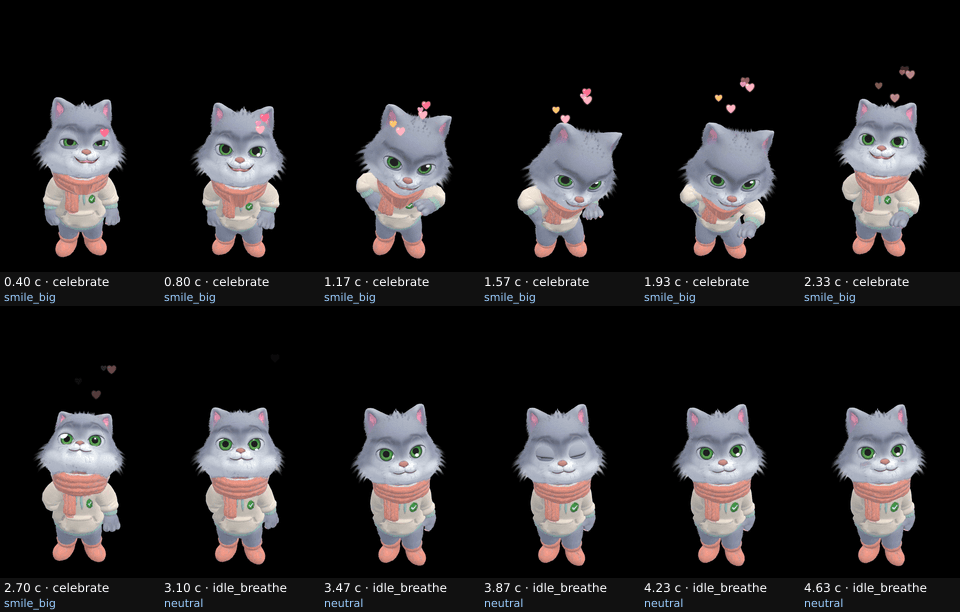 0.40 с · celebrate
smile_big
0.80 с · celebrate
smile_big
1.17 с · celebrate
smile_big
1.57 с · celebrate
smile_big
1.93 с · celebrate
smile_big
2.33 с · celebrate
smile_big
2.70 с · celebrate
smile_big
3.10 с · idle_breathe
neutral
3.47 с · idle_breathe
neutral
3.87 с · idle_breathe
neutral
4.23 с · idle_breathe
neutral
4.63 с · idle_breathe
neutral